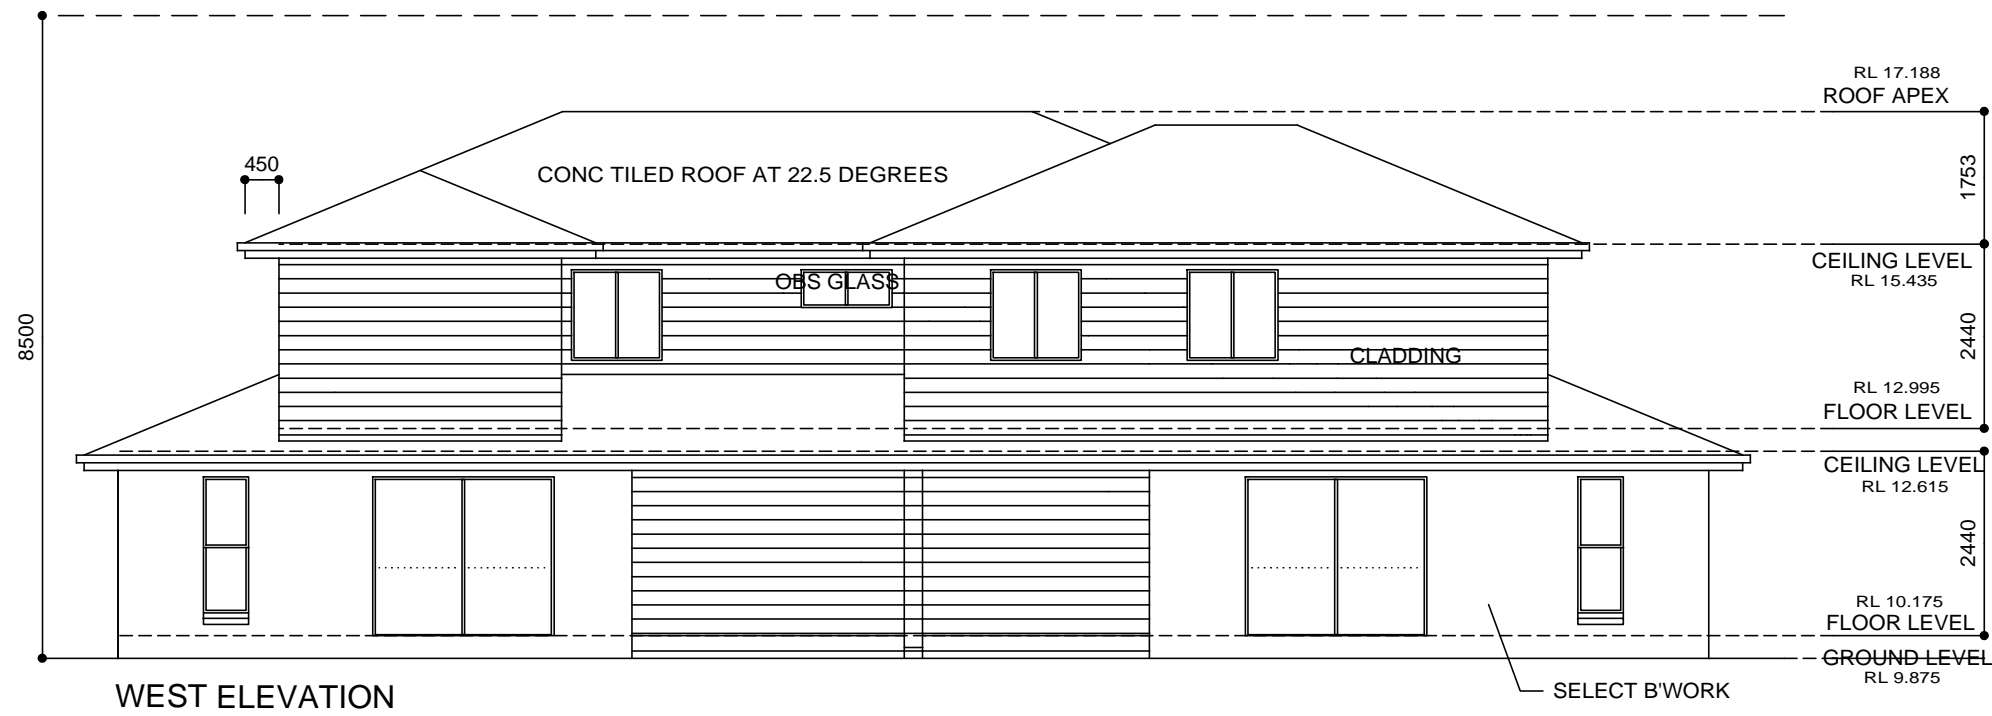 RL 17.188
ROOF APEX
450
CONC TILED ROOF AT 22.5 DEGREES
1753
CEILING LEVEL
RL 15.435
OBS GLASS
8500
2440
CLADDING
RL 12.995
FLOOR LEVEL
CEILING LEVEL
RL 12.615
2440
RL 10.175
FLOOR LEVEL
GROUND LEVEL
RL 9.875
SELECT B'WORK
WEST ELEVATION